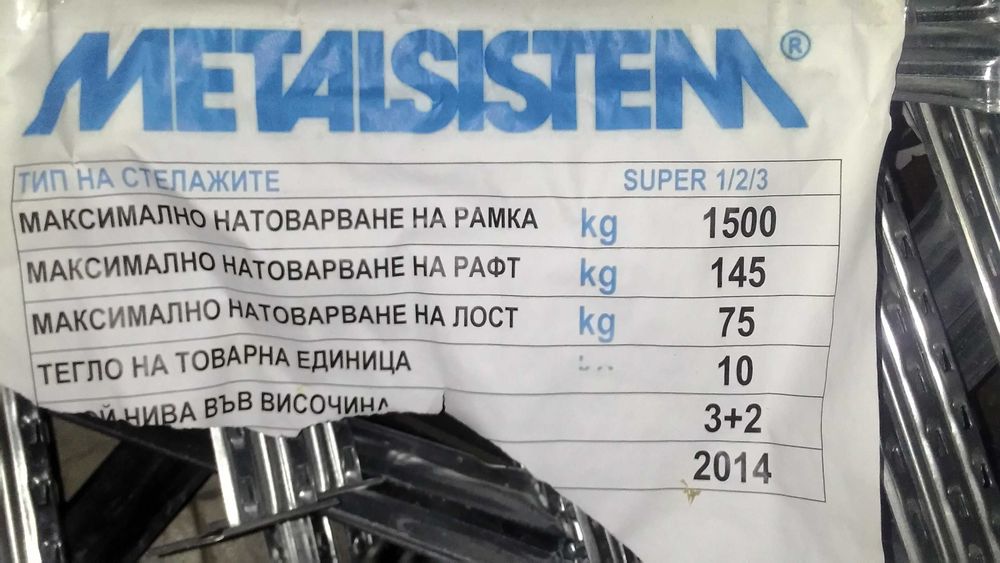 METALSISTEM®
ТИП НА СТЕЛАЖИТЕ SUPER 1/2/3
МАКСИМАЛНО НАТОВАРВАНЕ НА РАМКА kg 1500
МАКСИМАЛНО НАТОВАРВАНЕ НА РАФТ kg 145
МАКСИМАЛНО НАТОВАРВАНЕ НА ЛОСТ kg 75
ТЕГЛО НА ТОВАРНА ЕДИНИЦА 10
НИВА ВЪВ ВИСОЧИНА 3+2
2014